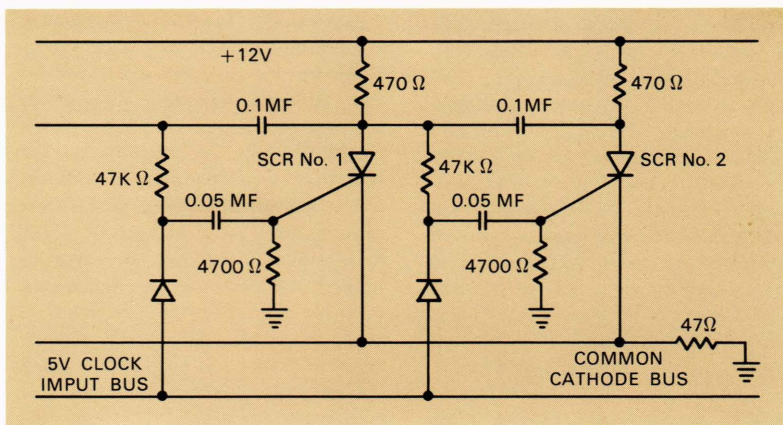 +12V
470 Ω
470 Ω
0.1MF
0.1MF
SCR No. 1
SCR No. 2
47K Ω
47K Ω
0.05 MF
0.05 MF
4700 Ω
4700 Ω
47Ω
5V CLOCK
IMPUT BUS
COMMON
CATHODE BUS